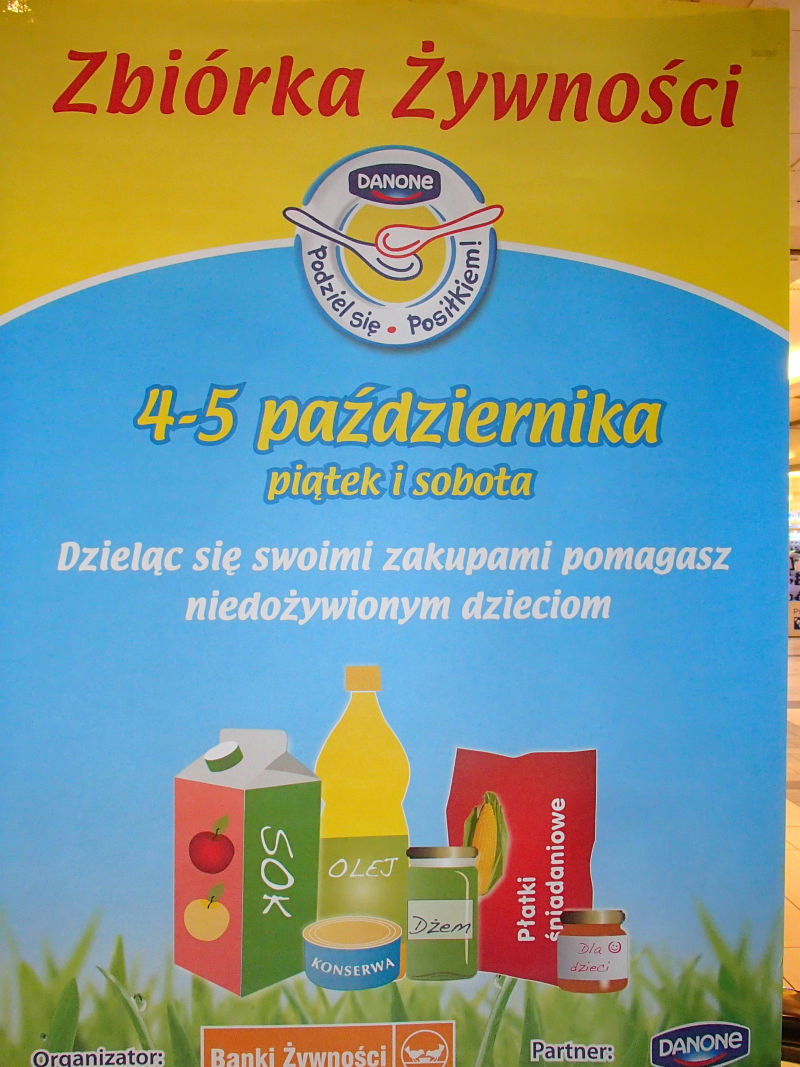 Zbiórka Żywności
DANONE
Podziel się • Posiłkiem!
4-5 października
piątek i sobota
Dzieląc się swoimi zakupami pomagasz
niedożywionym dzieciom
SOK
OLEJ
KONSERWA
Dżem
Płatki
śniadaniowe
Dla
dzieci
Organizator:
Banki Żywności
Partner:
DANONE